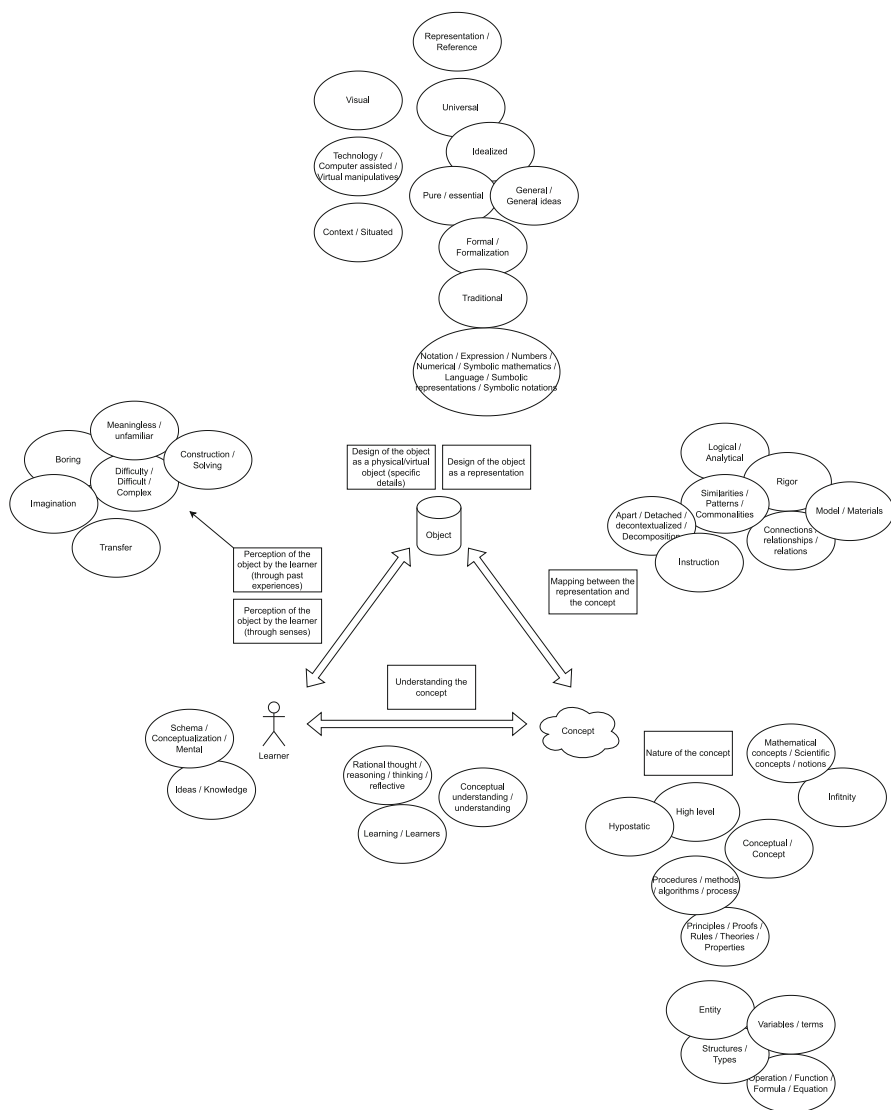 Representation /
Reference
Visual
Universal
Technology /
Computer assisted /
Virtual manipulatives
Idealized
Pure / essential
General /
General ideas
Context / Situated
Formal /
Formalization
Traditional
Notation / Expression / Numbers /
Numerical / Symbolic mathematics /
Language / Sumbolic
representations / Symbolic notations
Meaningless /
unfamiliar
Boring
Construction /
Solving
Difficulty /
Difficult /
Complex
Imagination
Transfer
Design of the object
as a physical/virtual
object (specific
details)
Design of the object
as a representation
Object
Logical /
Analytical
Rigor
Similarities /
Patterns /
Commonalities
Model / Materials
Apart / Detached /
decontextualized /
Decomposition
Connections /
relationships /
relations
Instruction
Perception of the
object by the learner
(through past
experiences)
Perception of the
object by the learner
(through senses)
Mapping between the
representation and
the concept
Understanding the
concept
Schema /
Conceptualization /
Mental
Ideas / Knowledge
Learner
Concept
Rational thought /
reasoning / thinking /
reflective
Conceptual
understanding /
understanding
Learning / Learners
Nature of the concept
Mathematical
concepts / Scientific
concepts / notions
Infitnity
High level
Hypostatic
Conceptual /
Concept
Procedures / methods
/ algorithms / process
Principles / Proofs /
Rules / Theories /
Properties
Entity
Variables / terms
Structures /
Types
Operation / Function /
Formula / Equation